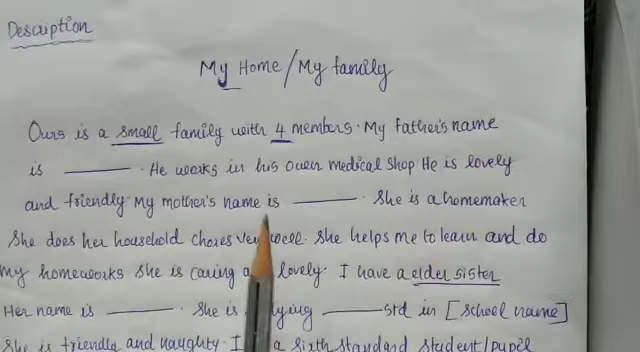 Description
My Home/My family
Ours is a small family with 4 members. My father's name
is ______. He works in his own medical shop He is lovely
and friendly. My mother's name is ______. She is a homemaker
She does her household chores well. She helps me to learn and do
my homeworks She is caring lovely. I have a elder sister
Her name is ______. She is ______ std in [School name]
She is friendly and naughty. I a sixth standard student/pupil